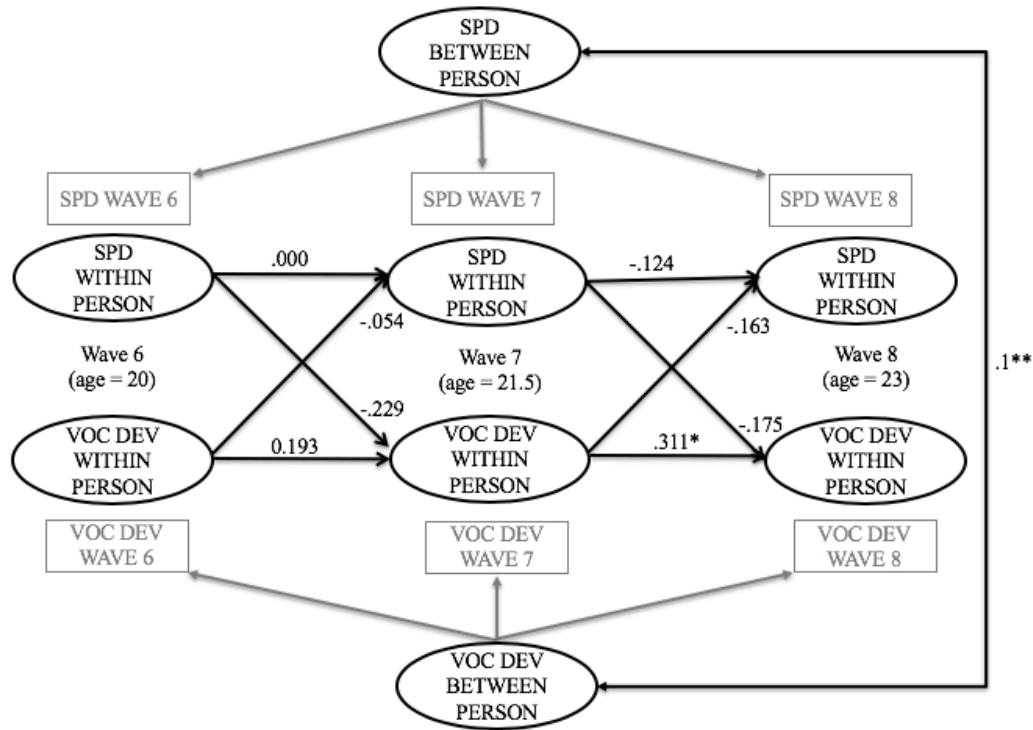 SPD
BETWEEN
PERSON
SPD WAVE 6
SPD WAVE 7
SPD WAVE 8
SPD
WITHIN
PERSON
.000
SPD
WITHIN
PERSON
-.124
SPD
WITHIN
PERSON
-.054
-.163
Wave 6
(age = 20)
Wave 7
(age = 21.5)
Wave 8
(age = 23)
.1**
-.229
-.175
VOC DEV
WITHIN
PERSON
0.193
VOC DEV
WITHIN
PERSON
.311*
VOC DEV
WITHIN
PERSON
VOC DEV
WAVE 6
VOC DEV
WAVE 7
VOC DEV
WAVE 8
VOC DEV
BETWEEN
PERSON